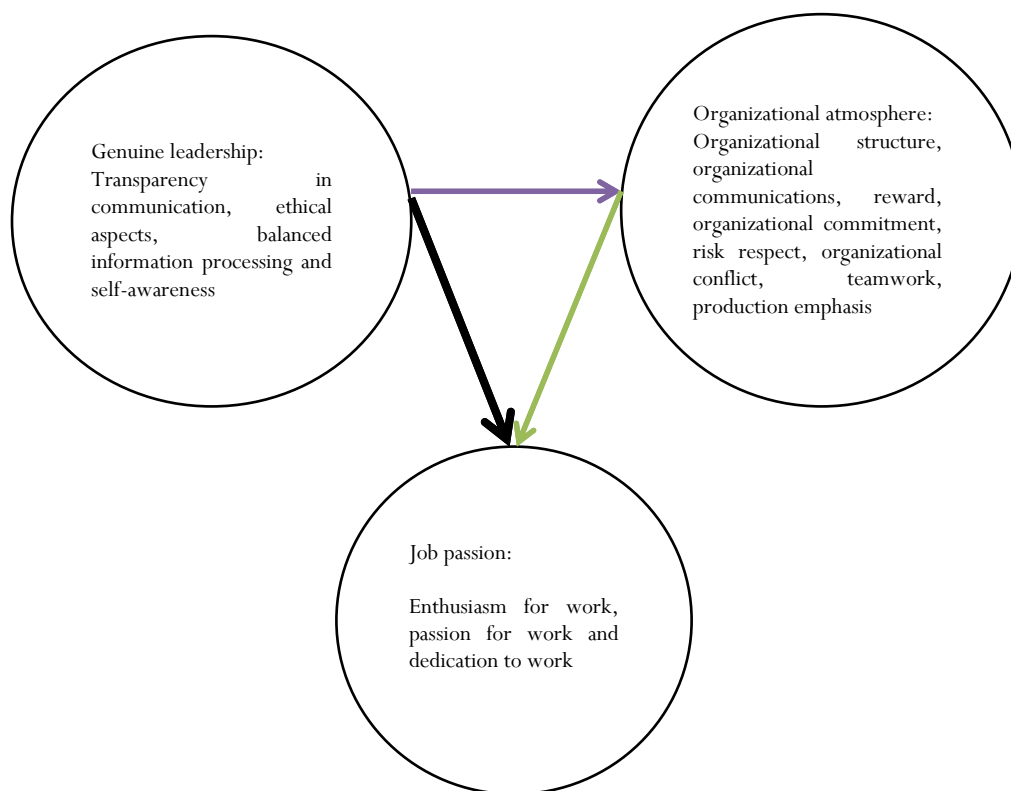 Genuine leadership:
Transparency in
communication, ethical
aspects, balanced
information processing and
self-awareness
Organizational atmosphere:
Organizational structure,
organizational
communications, reward,
organizational commitment,
risk respect, organizational
conflict, teamwork,
production emphasis
Job passion:
Enthusiasm for work,
passion for work and
dedication to work